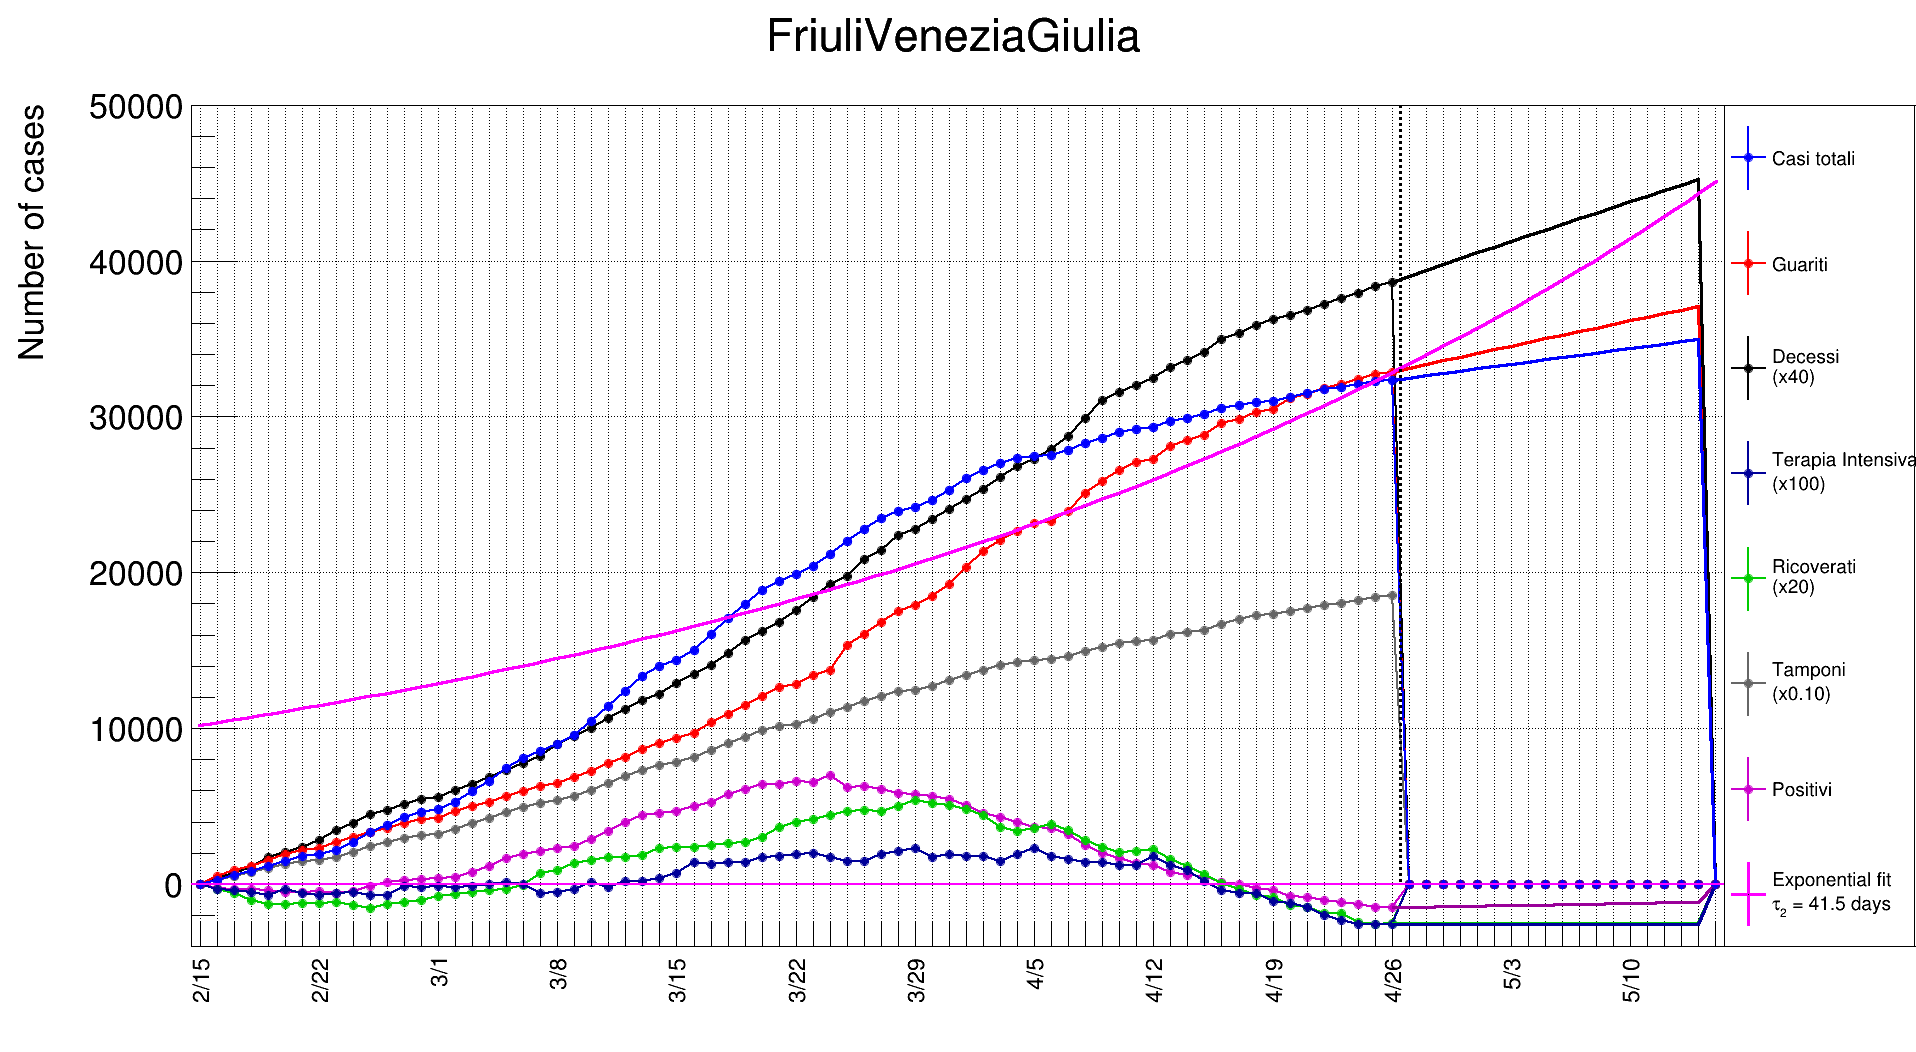 FriuliVeneziaGiulia
Number of cases
50000
40000
30000
20000
10000
0
2/15
2/22
3/1
3/8
3/15
3/22
3/29
4/5
4/12
4/19
4/26
5/3
5/10
Casi totali
Guariti
Decessi
(x40)
Terapia Intensiva
(x100)
Ricoverati
(x20)
Tamponi
(x0.10)
Positivi
Exponential fit
τ2 = 41.5 days